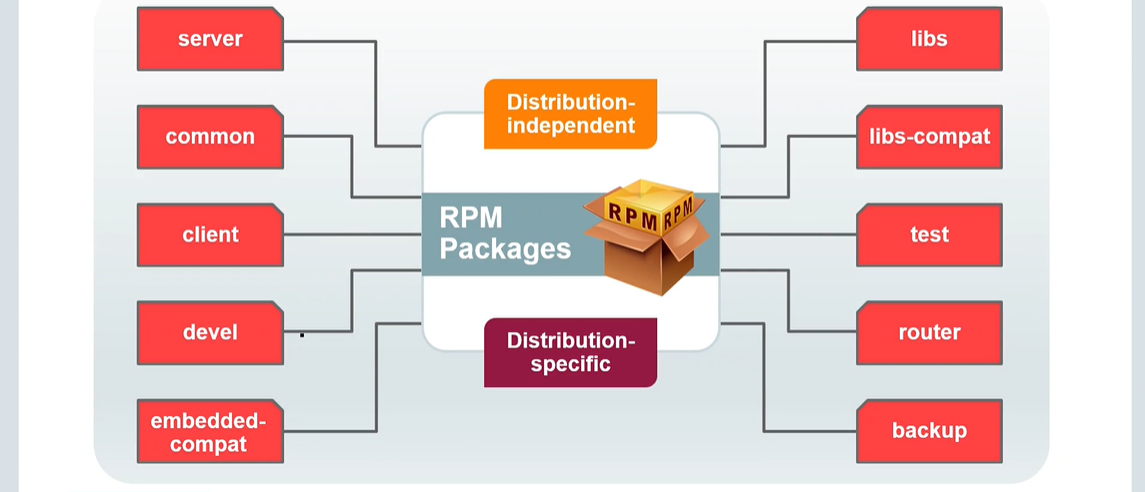 server
common
client
devel
embedded-
compat
Distribution-
independent
RPM
Packages
RPM RPM
Distribution-
specific
libs
libs-compat
test
router
backup